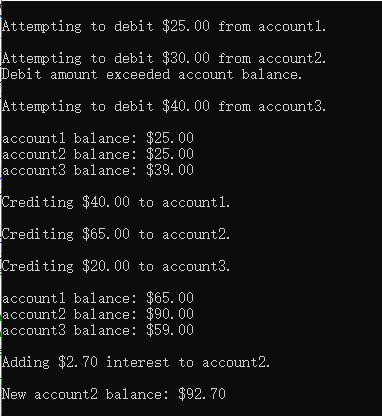 Attempting to debit $25.00 from account1.
Attempting to debit $30.00 from account2.
Debit amount exceeded account balance.
Attempting to debit $40.00 from account3.
account1 balance: $25.00
account2 balance: $25.00
account3 balance: $39.00
Crediting $40.00 to account1.
Crediting $65.00 to account2.
Crediting $20.00 to account3.
account1 balance: $65.00
account2 balance: $90.00
account3 balance: $59.00
Adding $2.70 interest to account2.
New account2 balance: $92.70